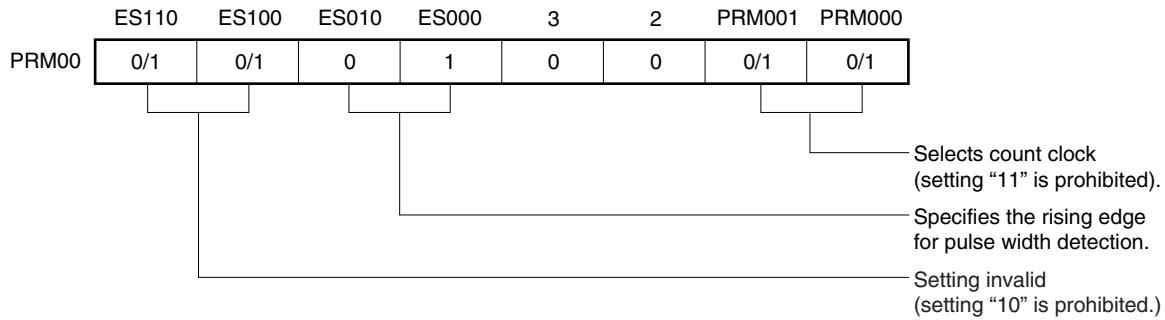 ES110 ES100 ES010 ES000 3 2 PRM001 PRM000
PRM00 0/1 0/1 0 1 0 0 0/1 0/1
Selects count clock
(setting “11” is prohibited).
Specifies the rising edge
for pulse width detection.
Setting invalid
(setting “10” is prohibited.)